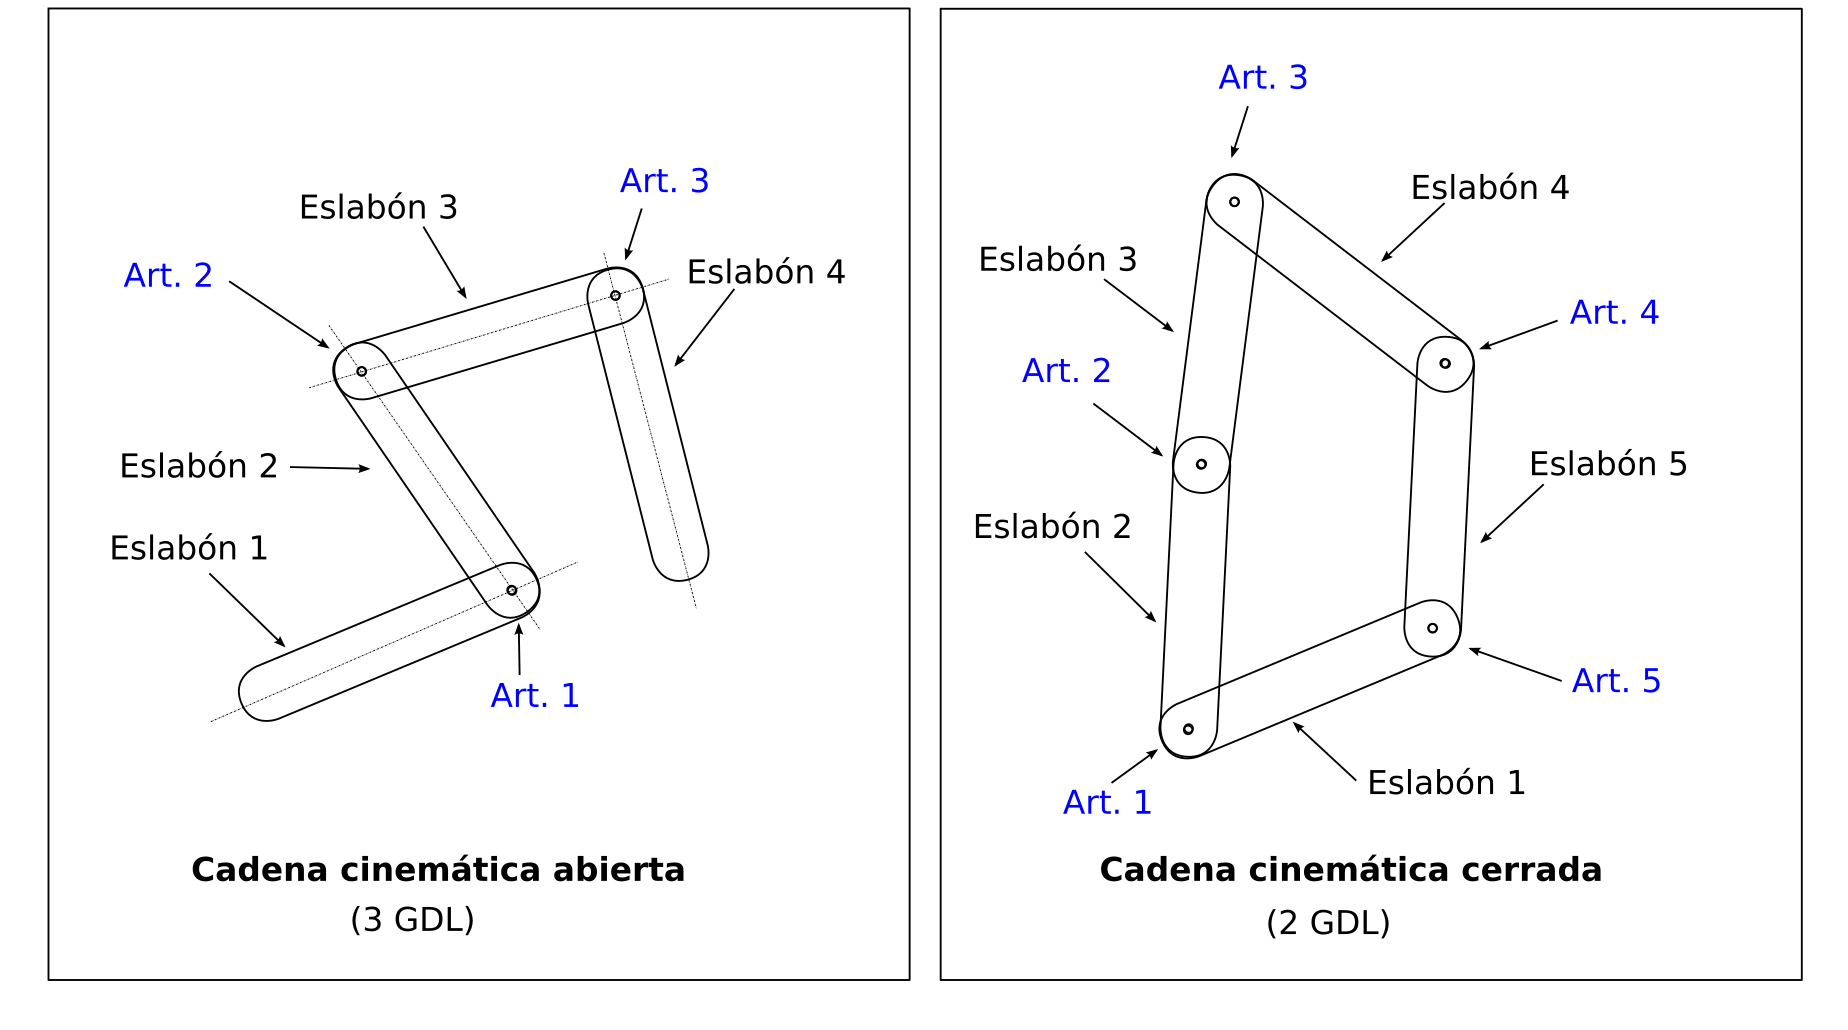 Art. 3
Eslabón 3
Art. 2
Eslabón 4
Eslabón 2
Eslabón 1
Art. 1
Cadena cinemática abierta
(3 GDL)
Art. 3
Eslabón 4
Eslabón 3
Art. 4
Art. 2
Eslabón 5
Eslabón 2
Art. 5
Eslabón 1
Art. 1
Cadena cinemática cerrada
(2 GDL)